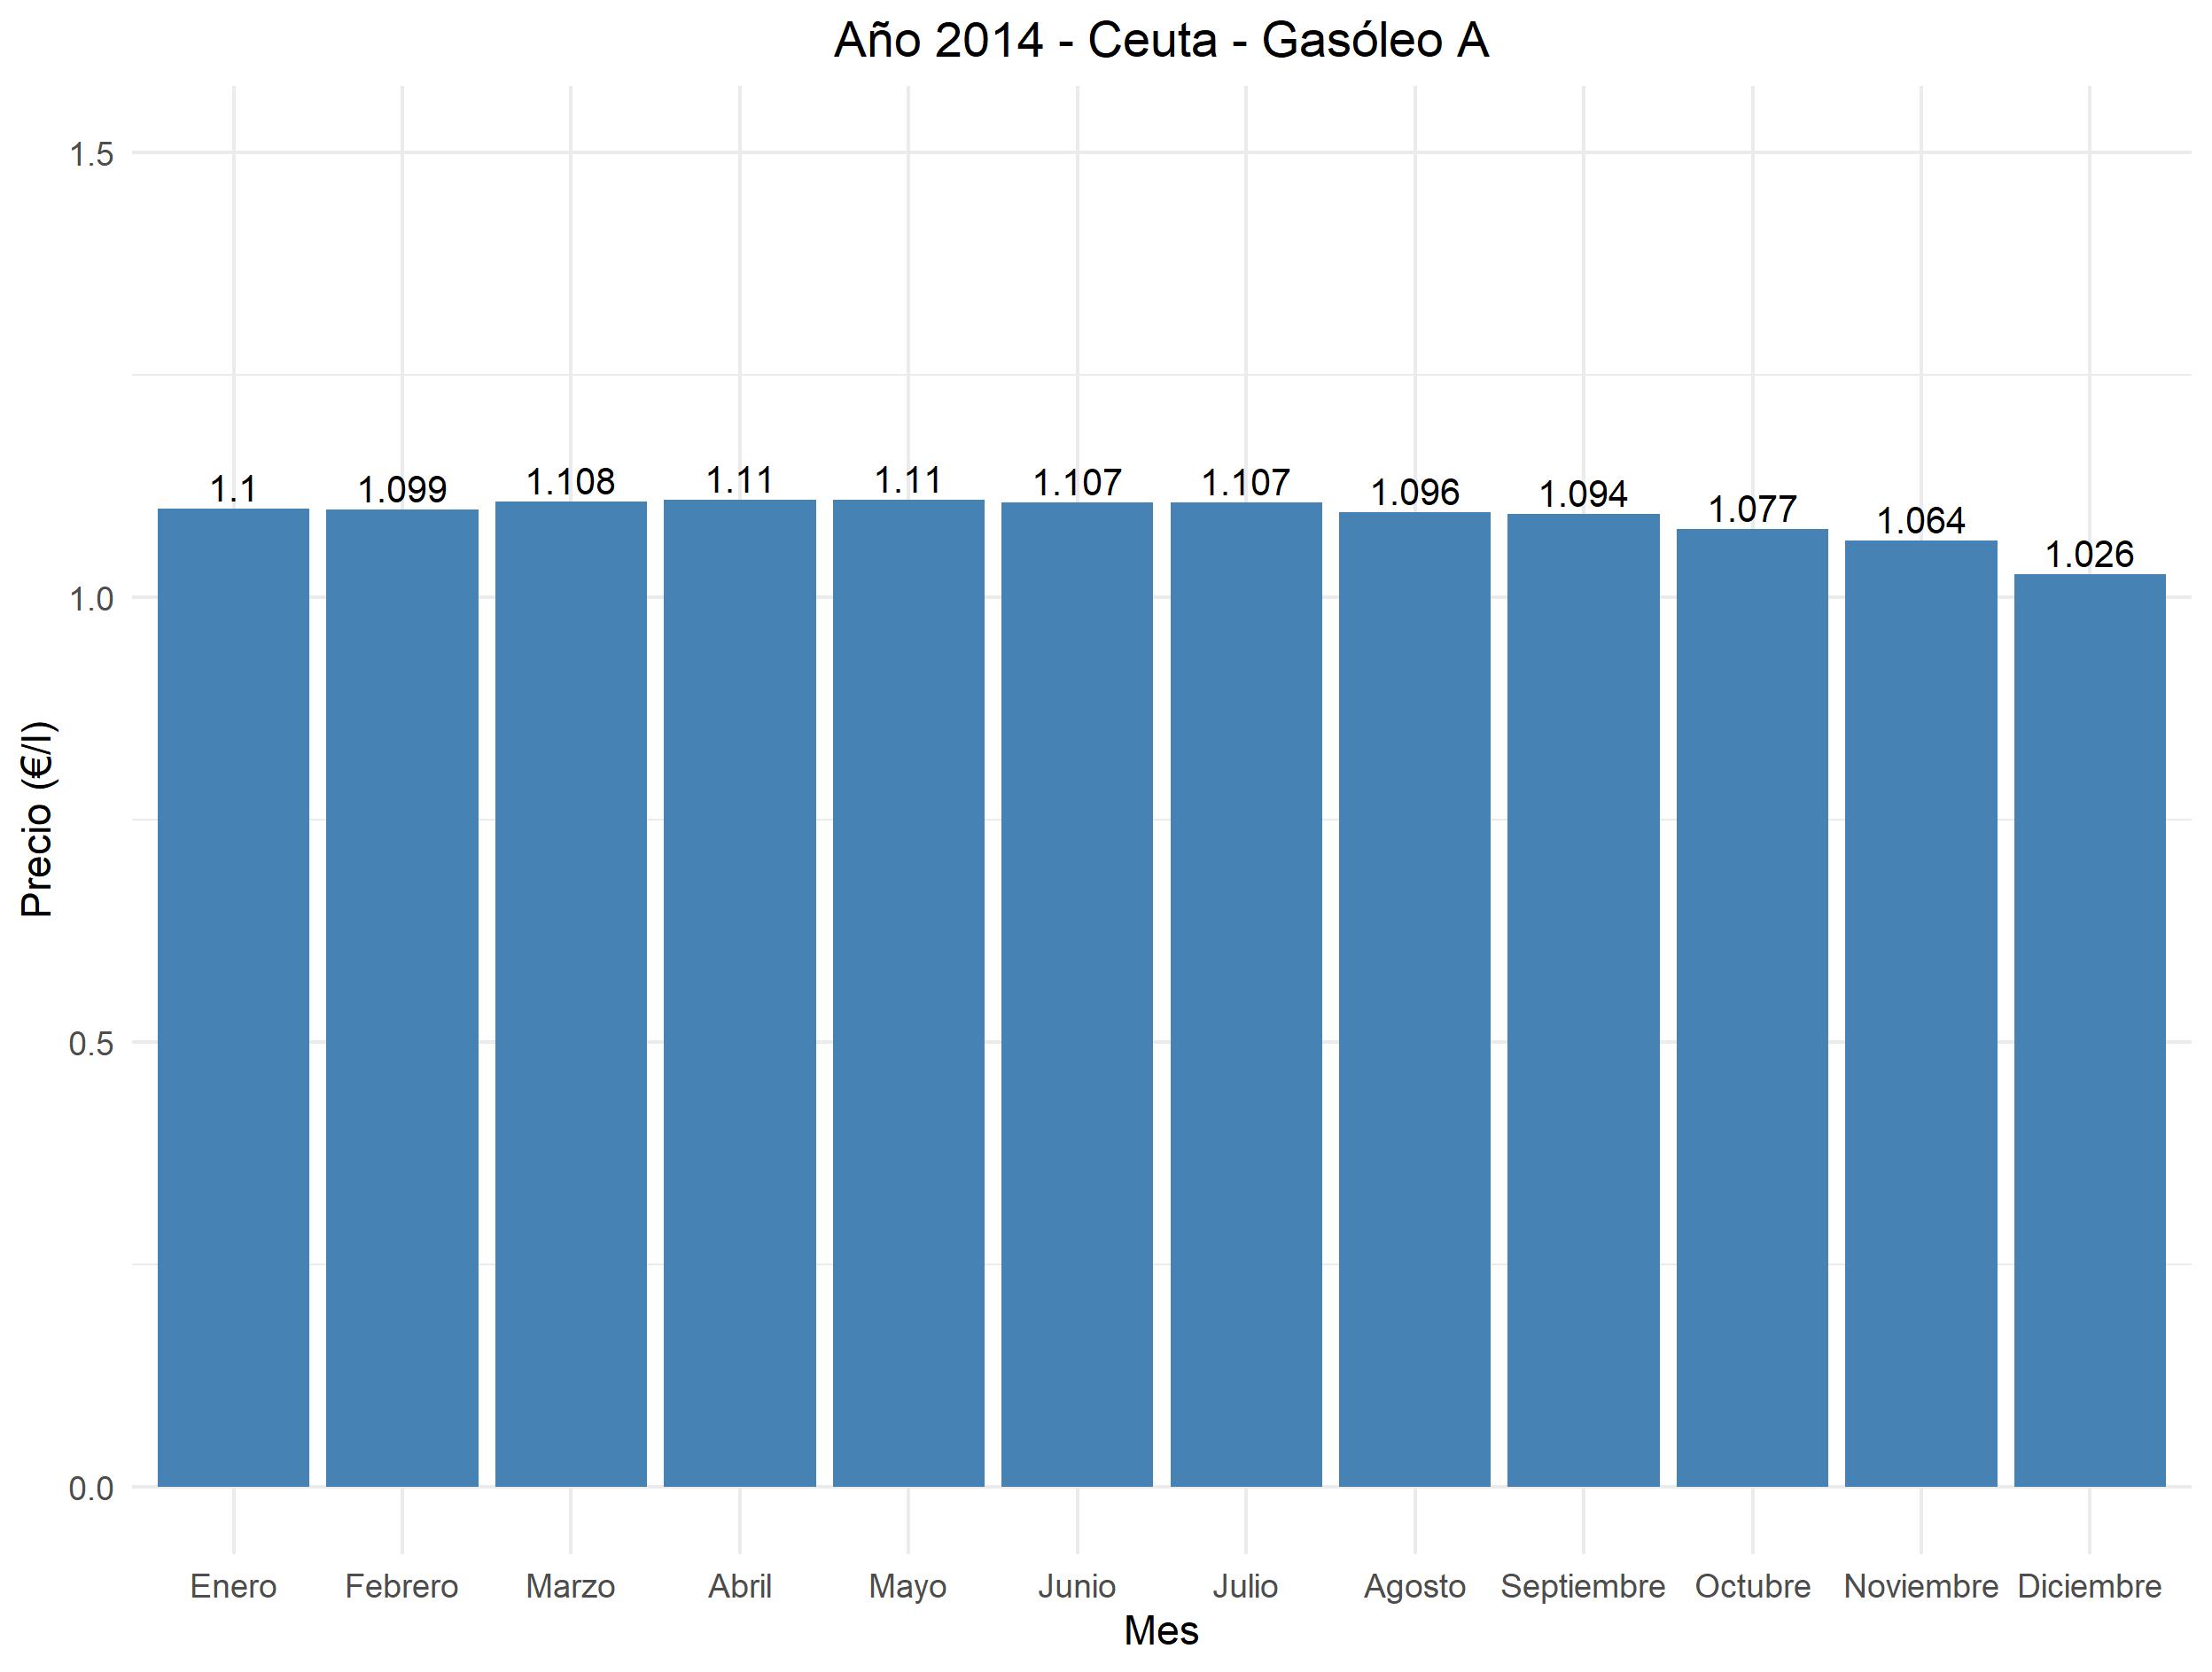 Año 2014 - Ceuta - Gasóleo A
1.5
1.0
0.5
0.0
Precio (€/l)
1.1 1.099 1.108 1.11 1.11 1.107 1.107 1.096 1.094 1.077 1.064 1.026
Enero Febrero Marzo Abril Mayo Junio Julio Agosto Septiembre Octubre Noviembre Diciembre
Mes